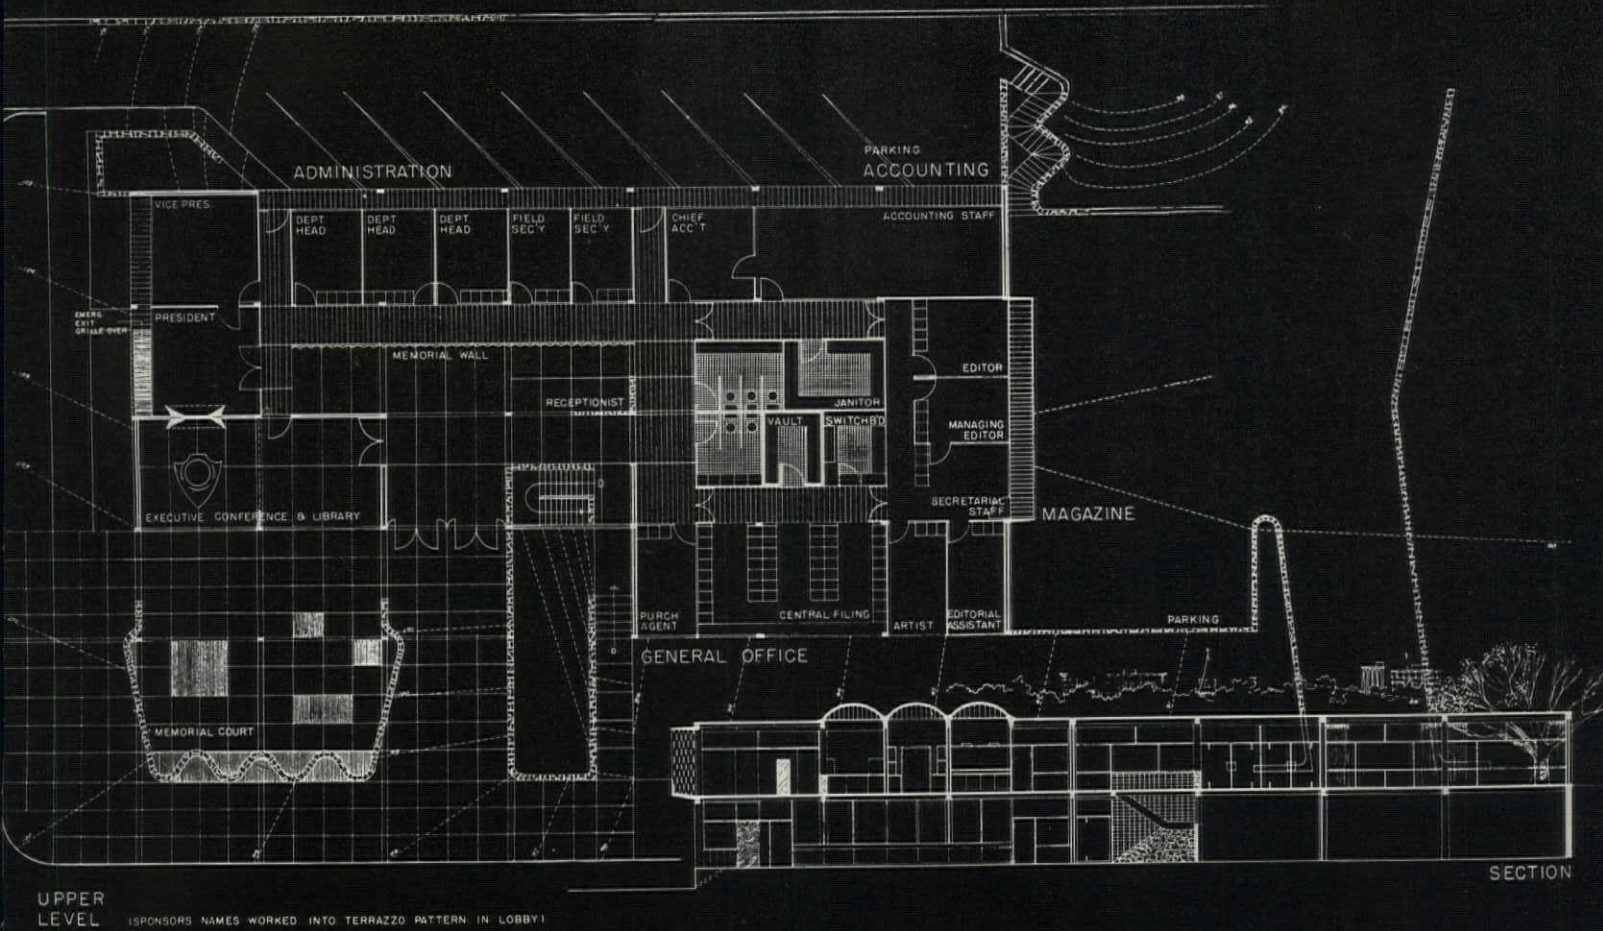 PARKING
ADMINISTRATION
ACCOUNTING
VICE PRES.
DEPT
HEAD
DEPT
HEAD
DEPT.
HEAD
FIELD
SEC'Y
FIELD
SEC'Y
CHIEF
ACC'T
ACCOUNTING STAFF
EMERG.
EXIT
GRILLE OVER
PRESIDENT
MEMORIAL WALL
RECEPTIONIST
EDITOR
JANITOR
VAULT
SWITCHB'D
MANAGING
EDITOR
SECRETARIAL
STAFF
MAGAZINE
EXECUTIVE CONFERENCE & LIBRARY
PURCH
AGENT
CENTRAL FILING
ARTIST
EDITORIAL
ASSISTANT
PARKING
GENERAL OFFICE
MEMORIAL COURT
SECTION
UPPER
LEVEL
(SPONSORS NAMES WORKED INTO TERRAZZO PATTERN IN LOBBY)